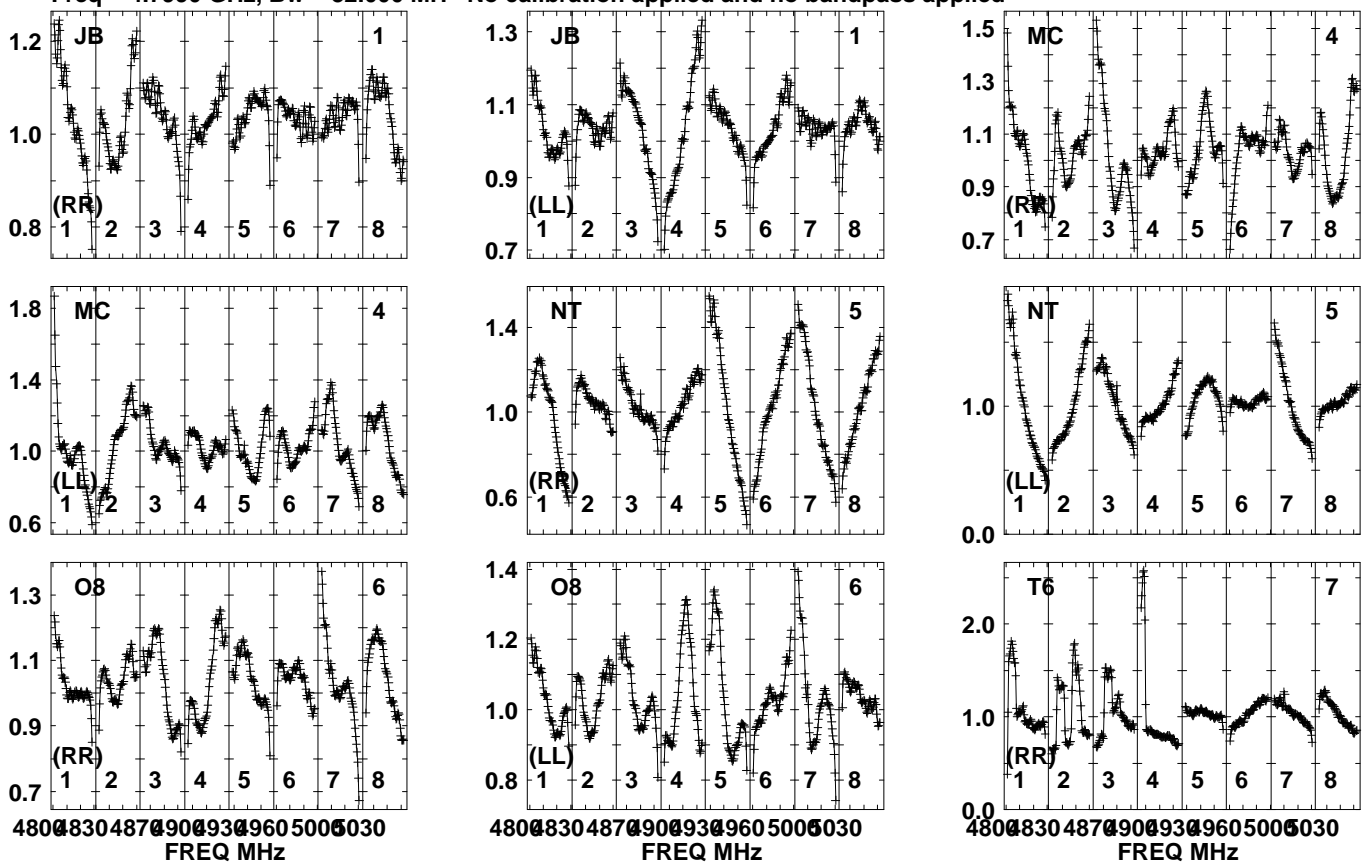 Freq = GHz, Bw = 32.000 MH No calibration applied and no bandpass applied
JB 1
1.2
1.0
0.8
(RR)
1 2 3 4 5 6 7 8
JB 1
1.3
1.1
0.9
0.7
(LL)
1 2 3 4 5 6 7 8
MC 4
1.5
1.3
1.1
0.9
0.7
(RR)
1 2 3 4 5 6 7 8
MC 4
1.8
1.4
1.0
0.6
(LL)
1 2 3 4 5 6 7 8
NT 5
1.4
1.0
0.6
(RR)
1 2 3 4 5 6 7 8
NT 5
1.0
0.0
(LL)
1 2 3 4 5 6 7 8
O8 6
1.3
1.1
0.9
0.7
(RR)
1 2 3 4 5 6 7 8
O8 6
1.4
1.2
1.0
0.8
(LL)
1 2 3 4 5 6 7 8
T6 7
2.0
1.0
0.0
(RR)
1 2 3 4 5 6 7 8
4800 4830 4870 4900 4930 4960 5000 5030
FREQ MHz
4800 4830 4870 4900 4930 4960 5000 5030
FREQ MHz
4800 4830 4870 4900 4930 4960 5000 5030
FREQ MHz